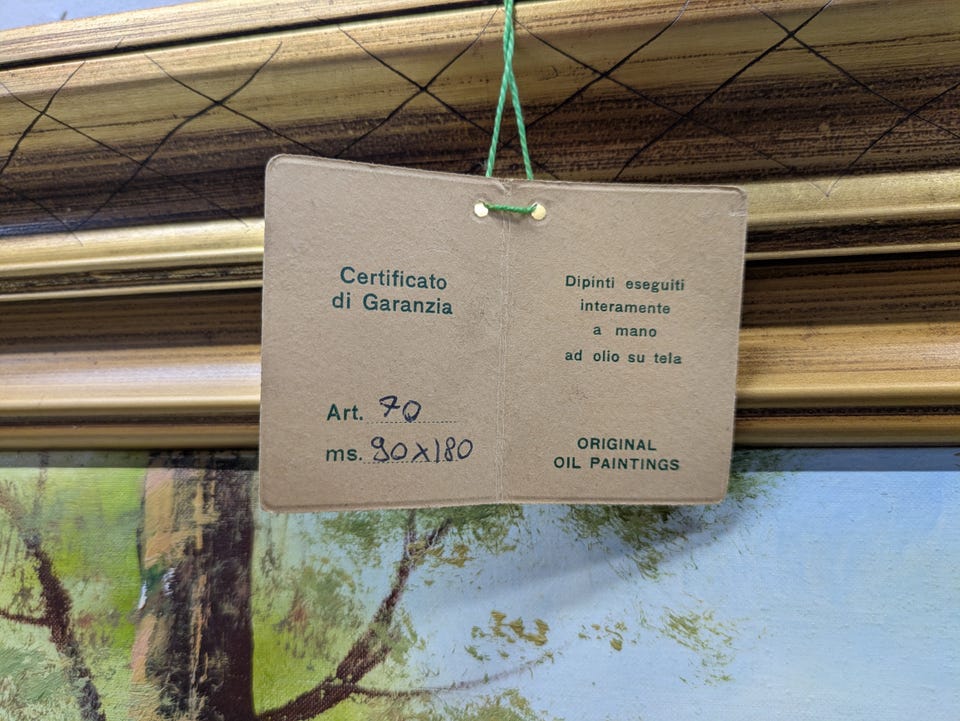 Certificato
di Garanzia
Art. 70
ms. 90x180
Dipinti eseguiti
interamente
a mano
ad olio su tela
ORIGINAL
OIL PAINTINGS